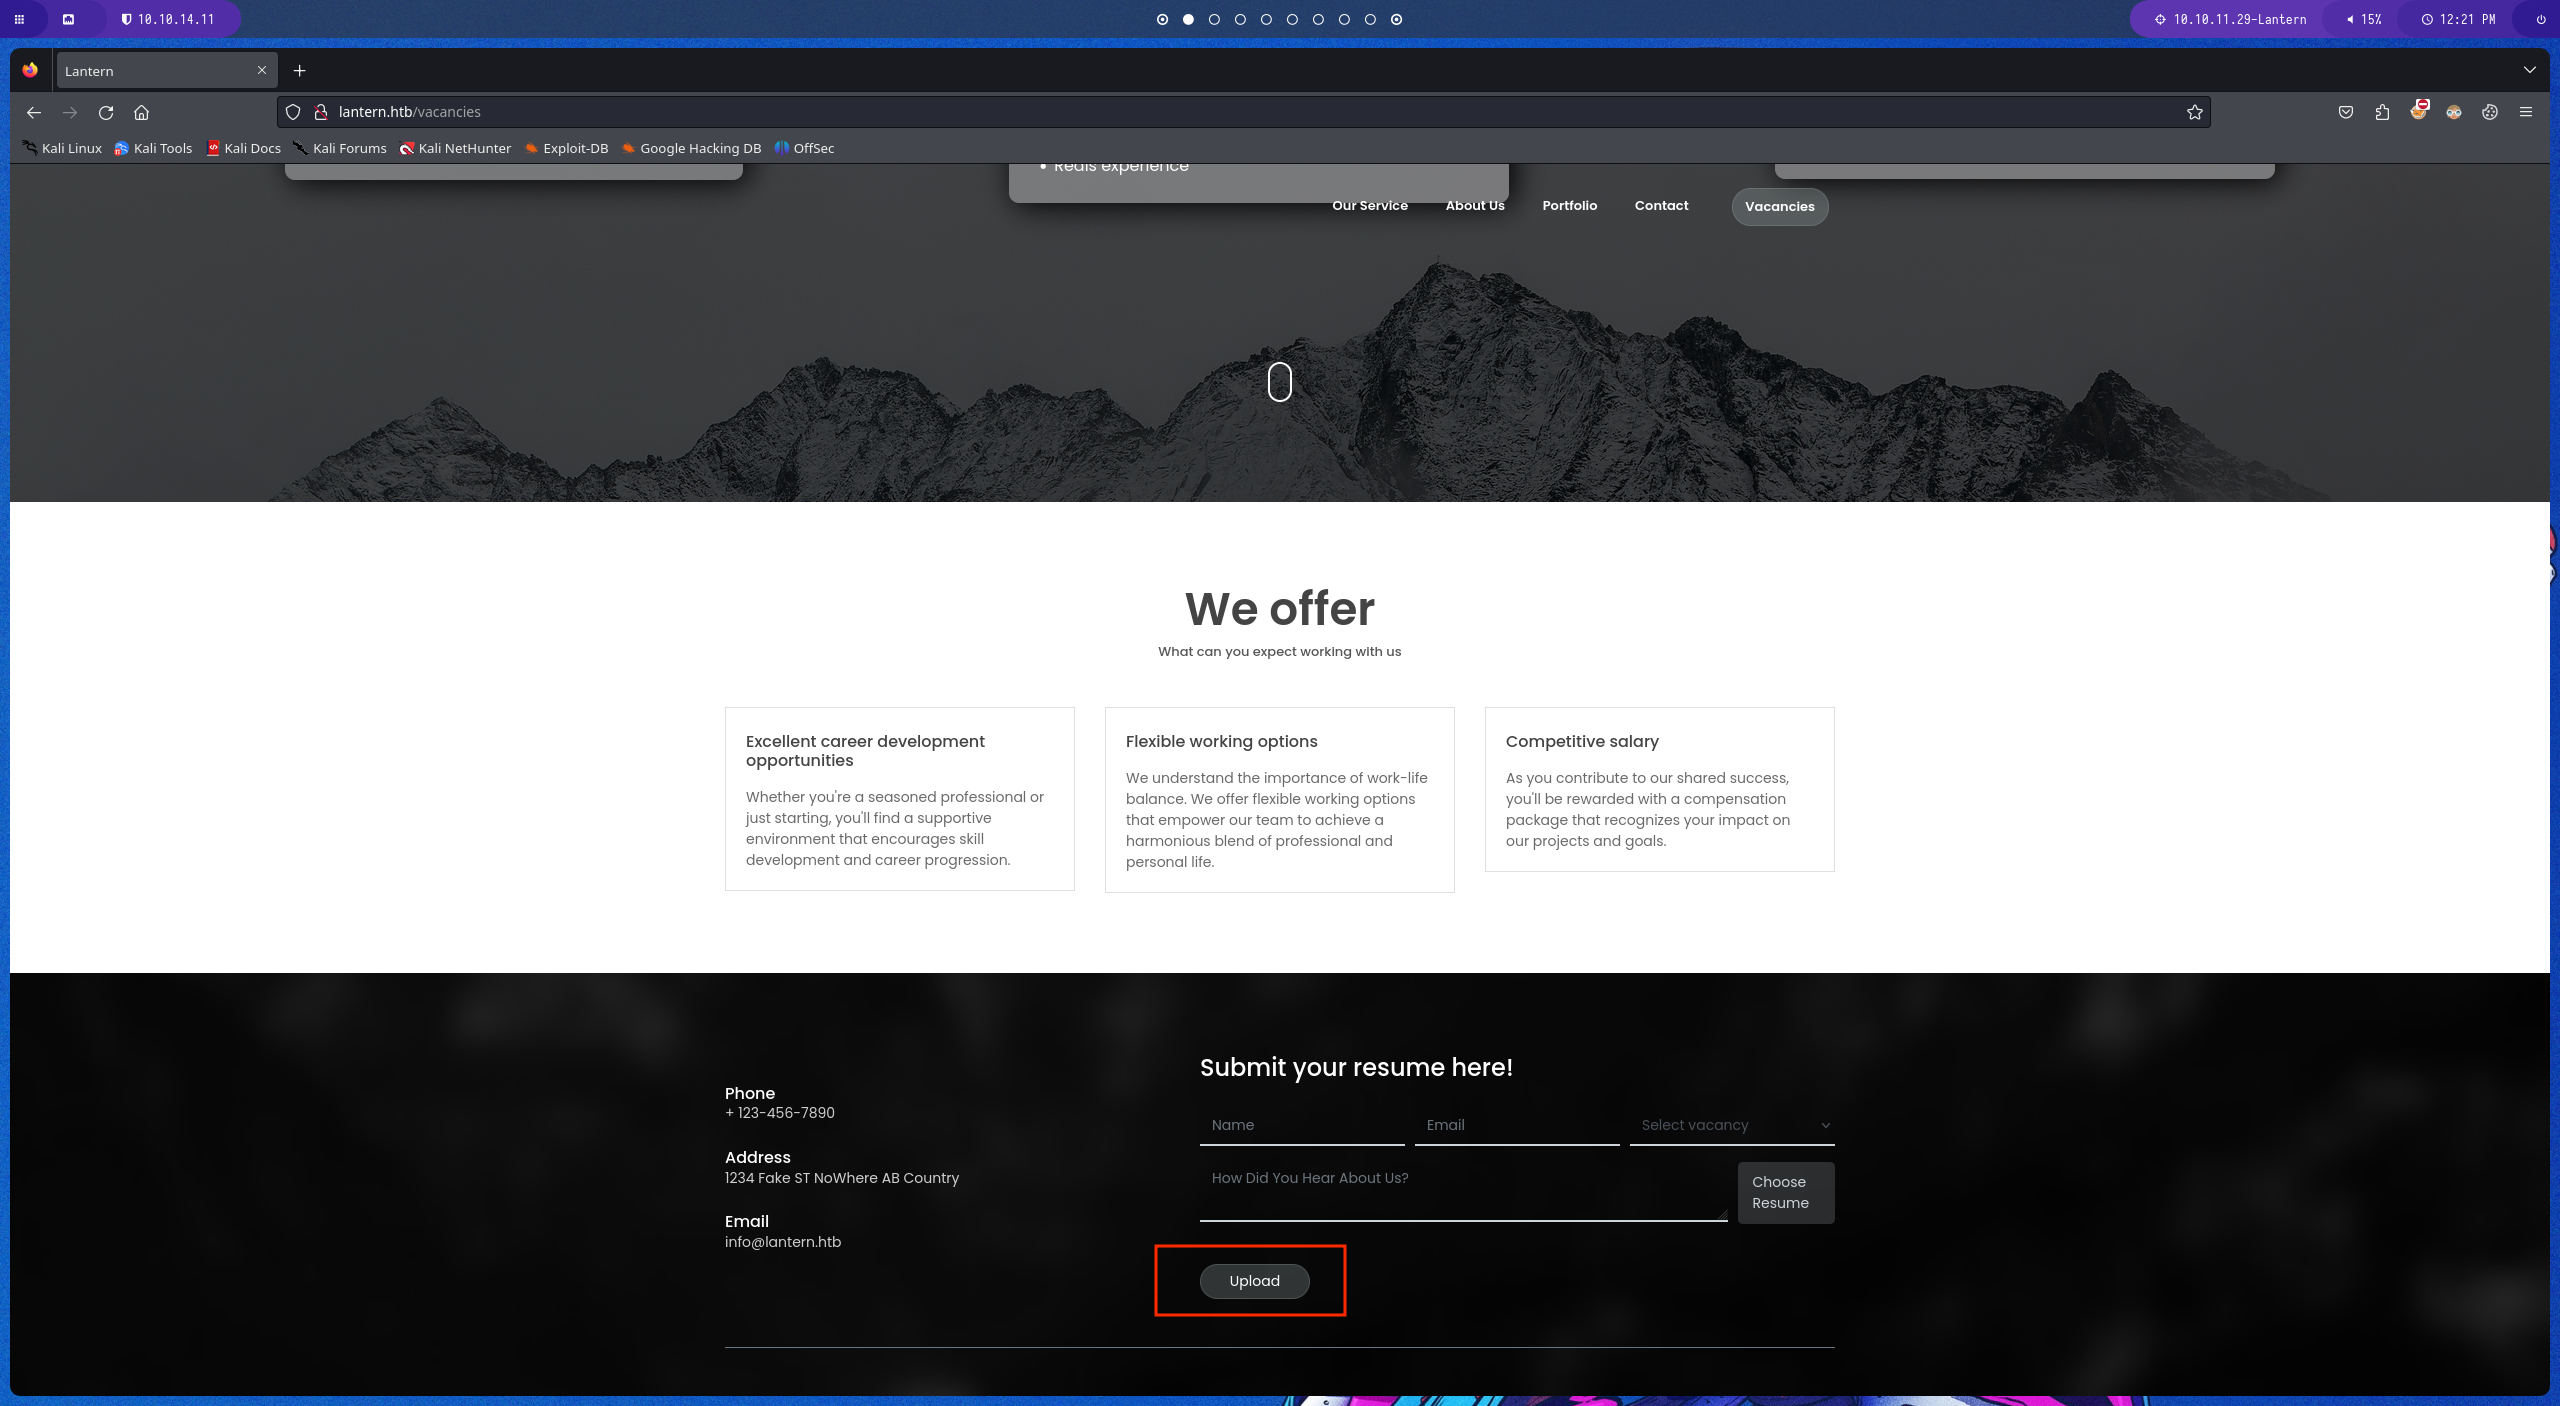 10.10.14.11
10.10.11.29-Lantern
15%
12:21 PM
Lantern
lantern.htb/vacancies
Kali Linux
Kali Tools
Kali Docs
Kali Forums
Kali NetHunter
Exploit-DB
Google Hacking DB
OffSec
Redis experience
Our Service
About Us
Portfolio
Contact
Vacancies
We offer
What can you expect working with us
Excellent career development
opportunities
Whether you're a seasoned professional or
just starting, you'll find a supportive
environment that encourages skill
development and career progression.
Flexible working options
We understand the importance of work-life
balance. We offer flexible working options
that empower our team to achieve a
harmonious blend of professional and
personal life.
Competitive salary
As you contribute to our shared success,
you'll be rewarded with a compensation
package that recognizes your impact on
our projects and goals.
Phone
+ 123-456-7890
Address
1234 Fake ST NoWhere AB Country
Email
info@lantern.htb
Submit your resume here!
Name
Email
Select vacancy
How Did You Hear About Us?
Choose
Resume
Upload